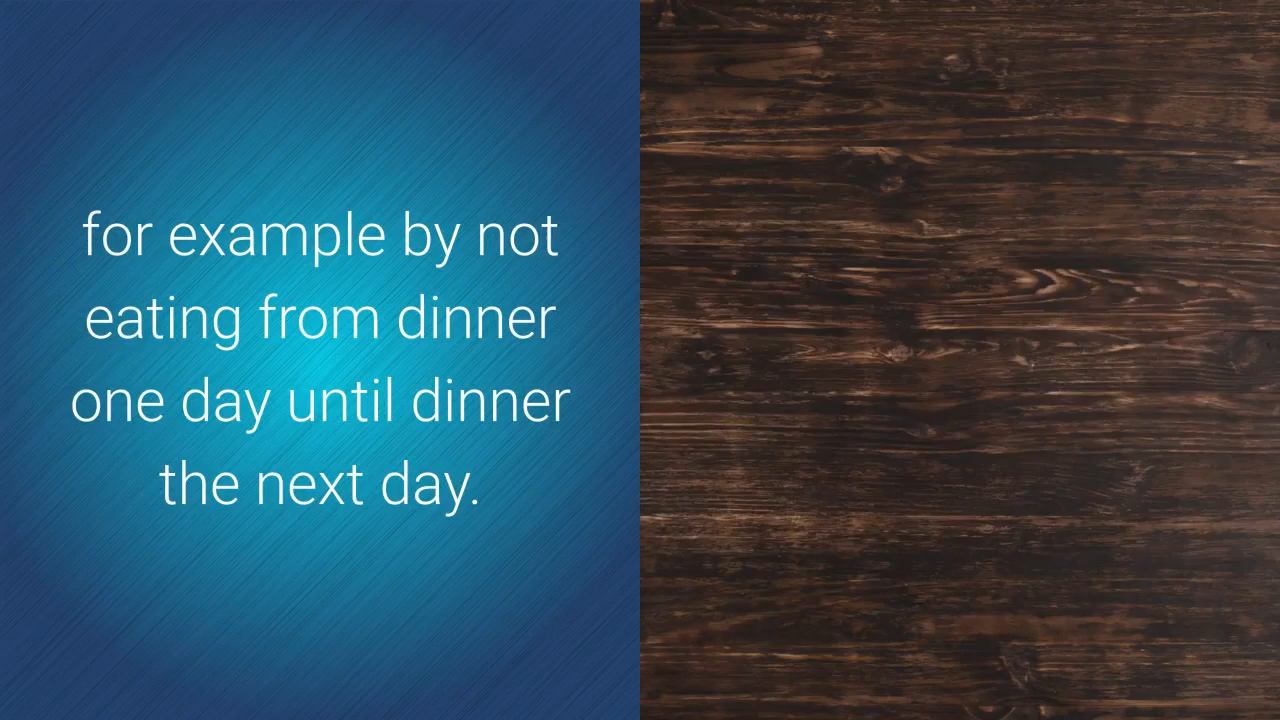 for example by not
eating from dinner
one day until dinner
the next day.